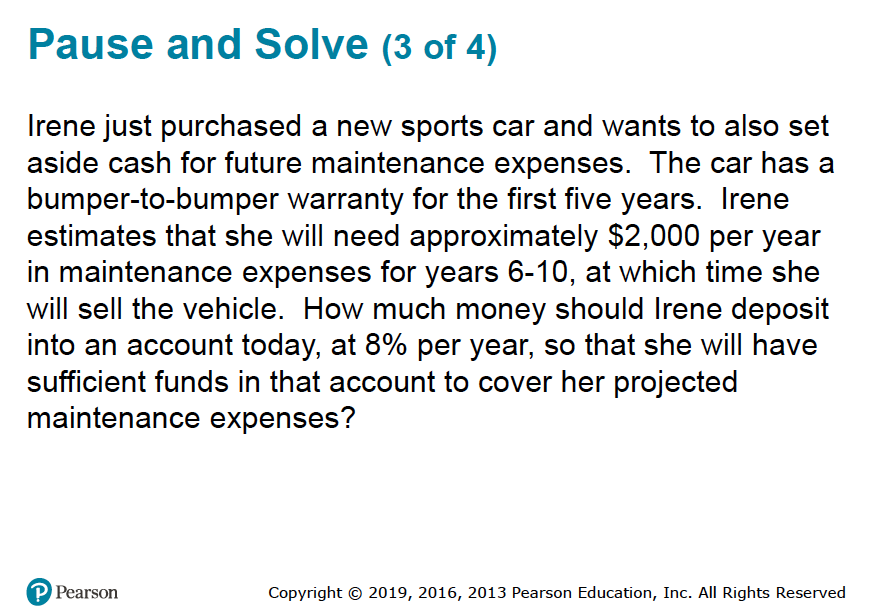 Pause and Solve (3 of 4)
Irene just purchased a new sports car and wants to also set
aside cash for future maintenance expenses.  The car has a
bumper-to-bumper warranty for the first five years.  Irene
estimates that she will need approximately $2,000 per year
in maintenance expenses for years 6-10, at which time she
will sell the vehicle.  How much money should Irene deposit
into an account today, at 8% per year, so that she will have
sufficient funds in that account to cover her projected
maintenance expenses?
P Pearson
Copyright © 2019, 2016, 2013 Pearson Education, Inc. All Rights Reserved